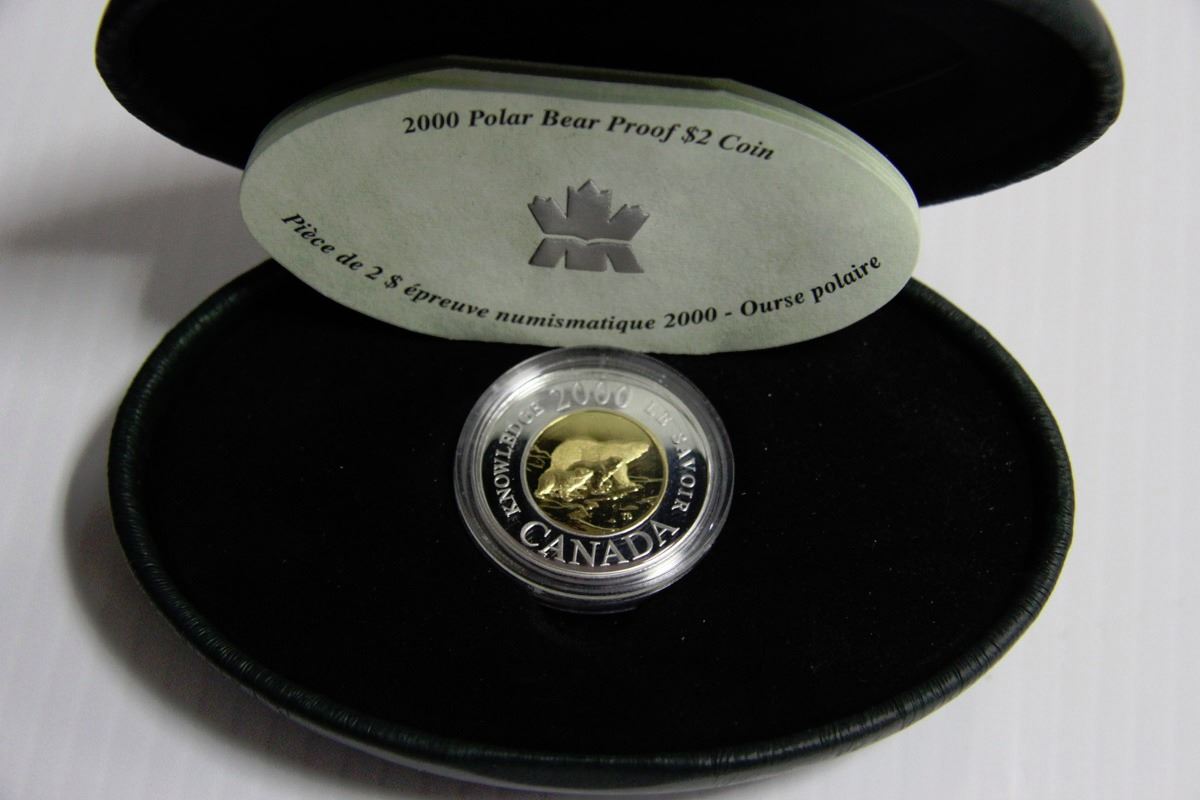 2000 Polar Bear Proof $2 Coin
Pièce de 2 $ épreuve numismatique 2000 - Ourse polaire
2000
KNOWLEDGE
LE SAVOIR
CANADA
TB